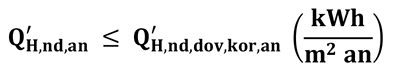 Q′H,nd,an ≤ Q′H,nd,dov,kor,an (kWh/m² an)